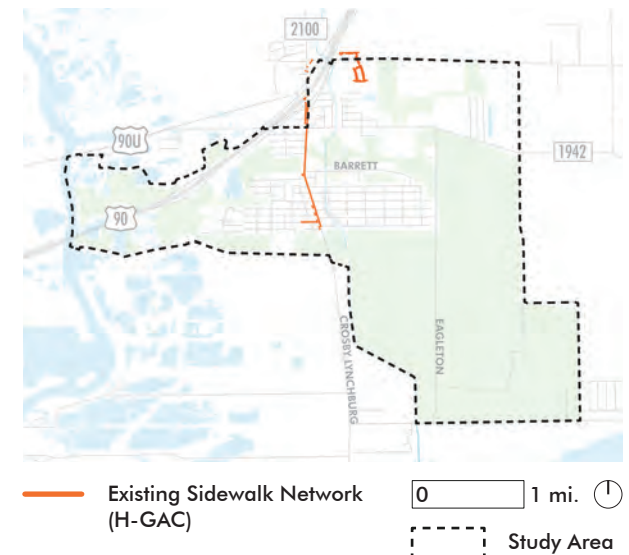 2100
90U
1942
BARRETT
90
CROSBY LYNCHBURG
EAGLETON
Existing Sidewalk Network
(H-GAC)
0 1 mi.
Study Area